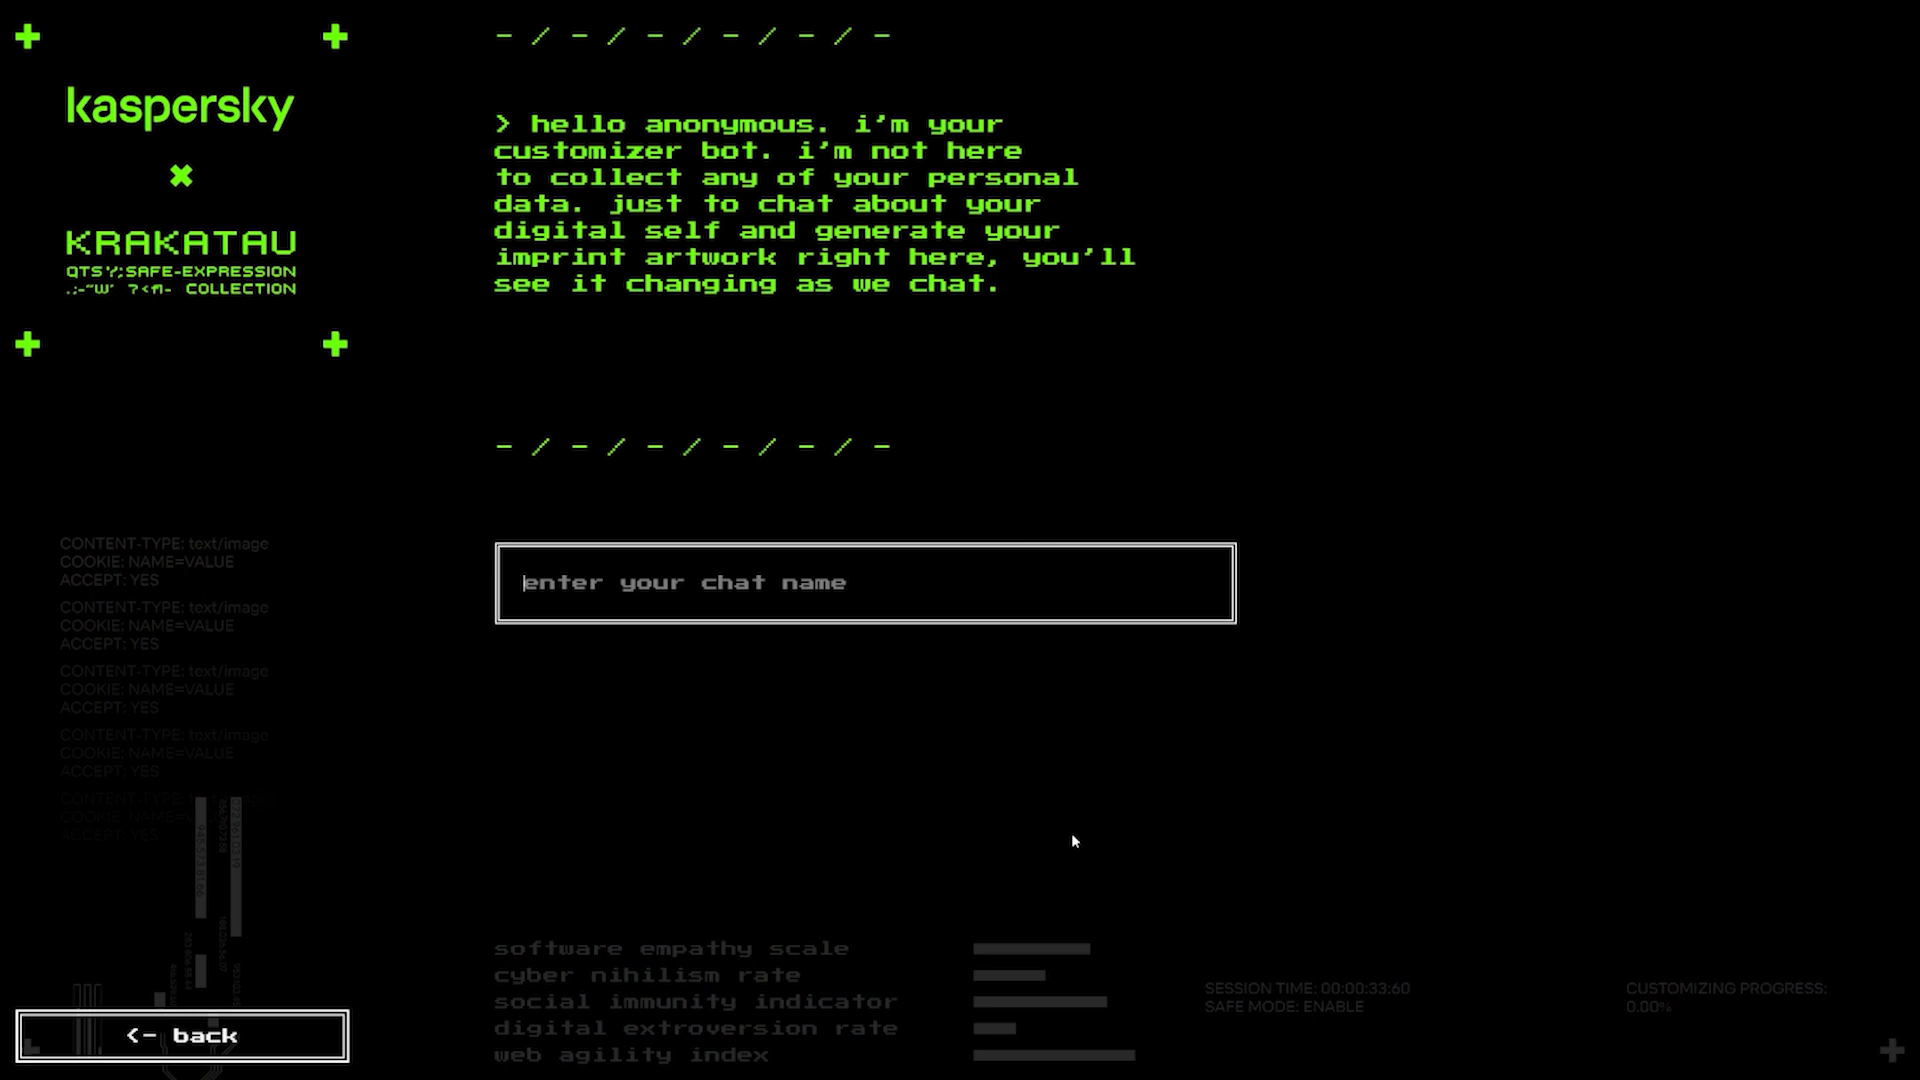 kaspersky
KRAKATAU
SAFE-EXPRESSION
COLLECTION
- / - / - / - / - / -
> hello anonymous. i’m your
customizer bot. i’m not here
to collect any of your personal
data. just to chat about your
digital self and generate your
imprint artwork right here, you’ll
see it changing as we chat.
- / - / - / - / - / -
enter your chat name
CONTENT-TYPE: text/image
COOKIE: NAME=VALUE
ACCEPT: YES
CONTENT-TYPE: text/image
COOKIE: NAME=VALUE
ACCEPT: YES
CONTENT-TYPE: text/image
COOKIE: NAME=VALUE
ACCEPT: YES
CONTENT-TYPE: text/image
COOKIE: NAME=VALUE
ACCEPT: YES
CONTENT-TYPE:
COOKIE:
ACCEPT: YES
<- back
software empathy scale
cyber nihilism rate
social immunity indicator
digital extroversion rate
web agility index
SESSION TIME: 00:00:33:60
SAFE MODE: ENABLE
CUSTOMIZING PROGRESS:
0.00%